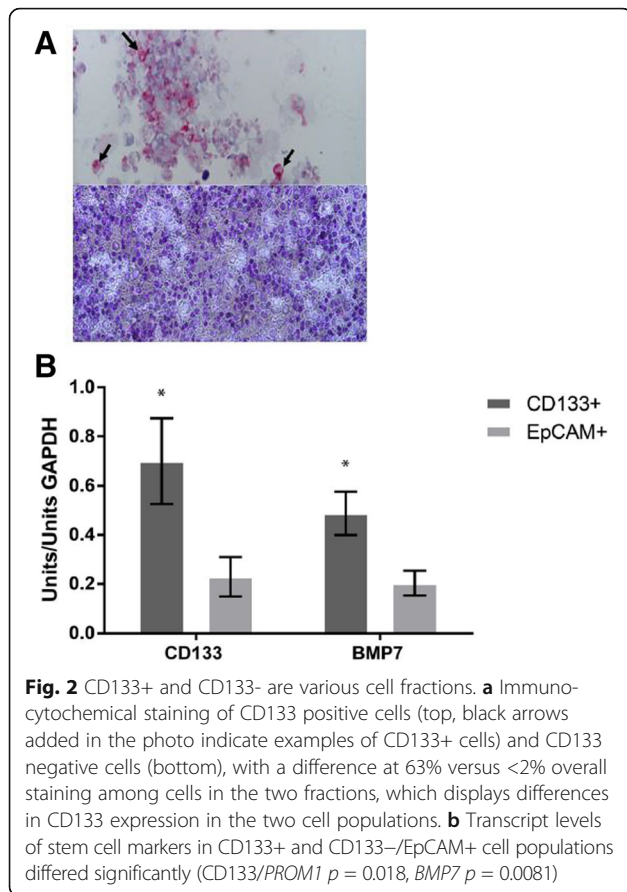 A
B
1.0
0.8
0.6
0.4
0.2
0.0
Units/Units GAPDH
*
*
CD133+
EpCAM+
CD133
BMP7
Fig. 2 CD133+ and CD133- are various cell fractions. a Immuno-
cytochemical staining of CD133 positive cells (top, black arrows
added in the photo indicate examples of CD133+ cells) and CD133
negative cells (bottom), with a difference at 63% versus <2% overall
staining among cells in the two fractions, which displays differences
in CD133 expression in the two cell populations. b Transcript levels
of stem cell markers in CD133+ and CD133−/EpCAM+ cell populations
differed significantly (CD133/PROM1 p = 0.018, BMP7 p = 0.0081)